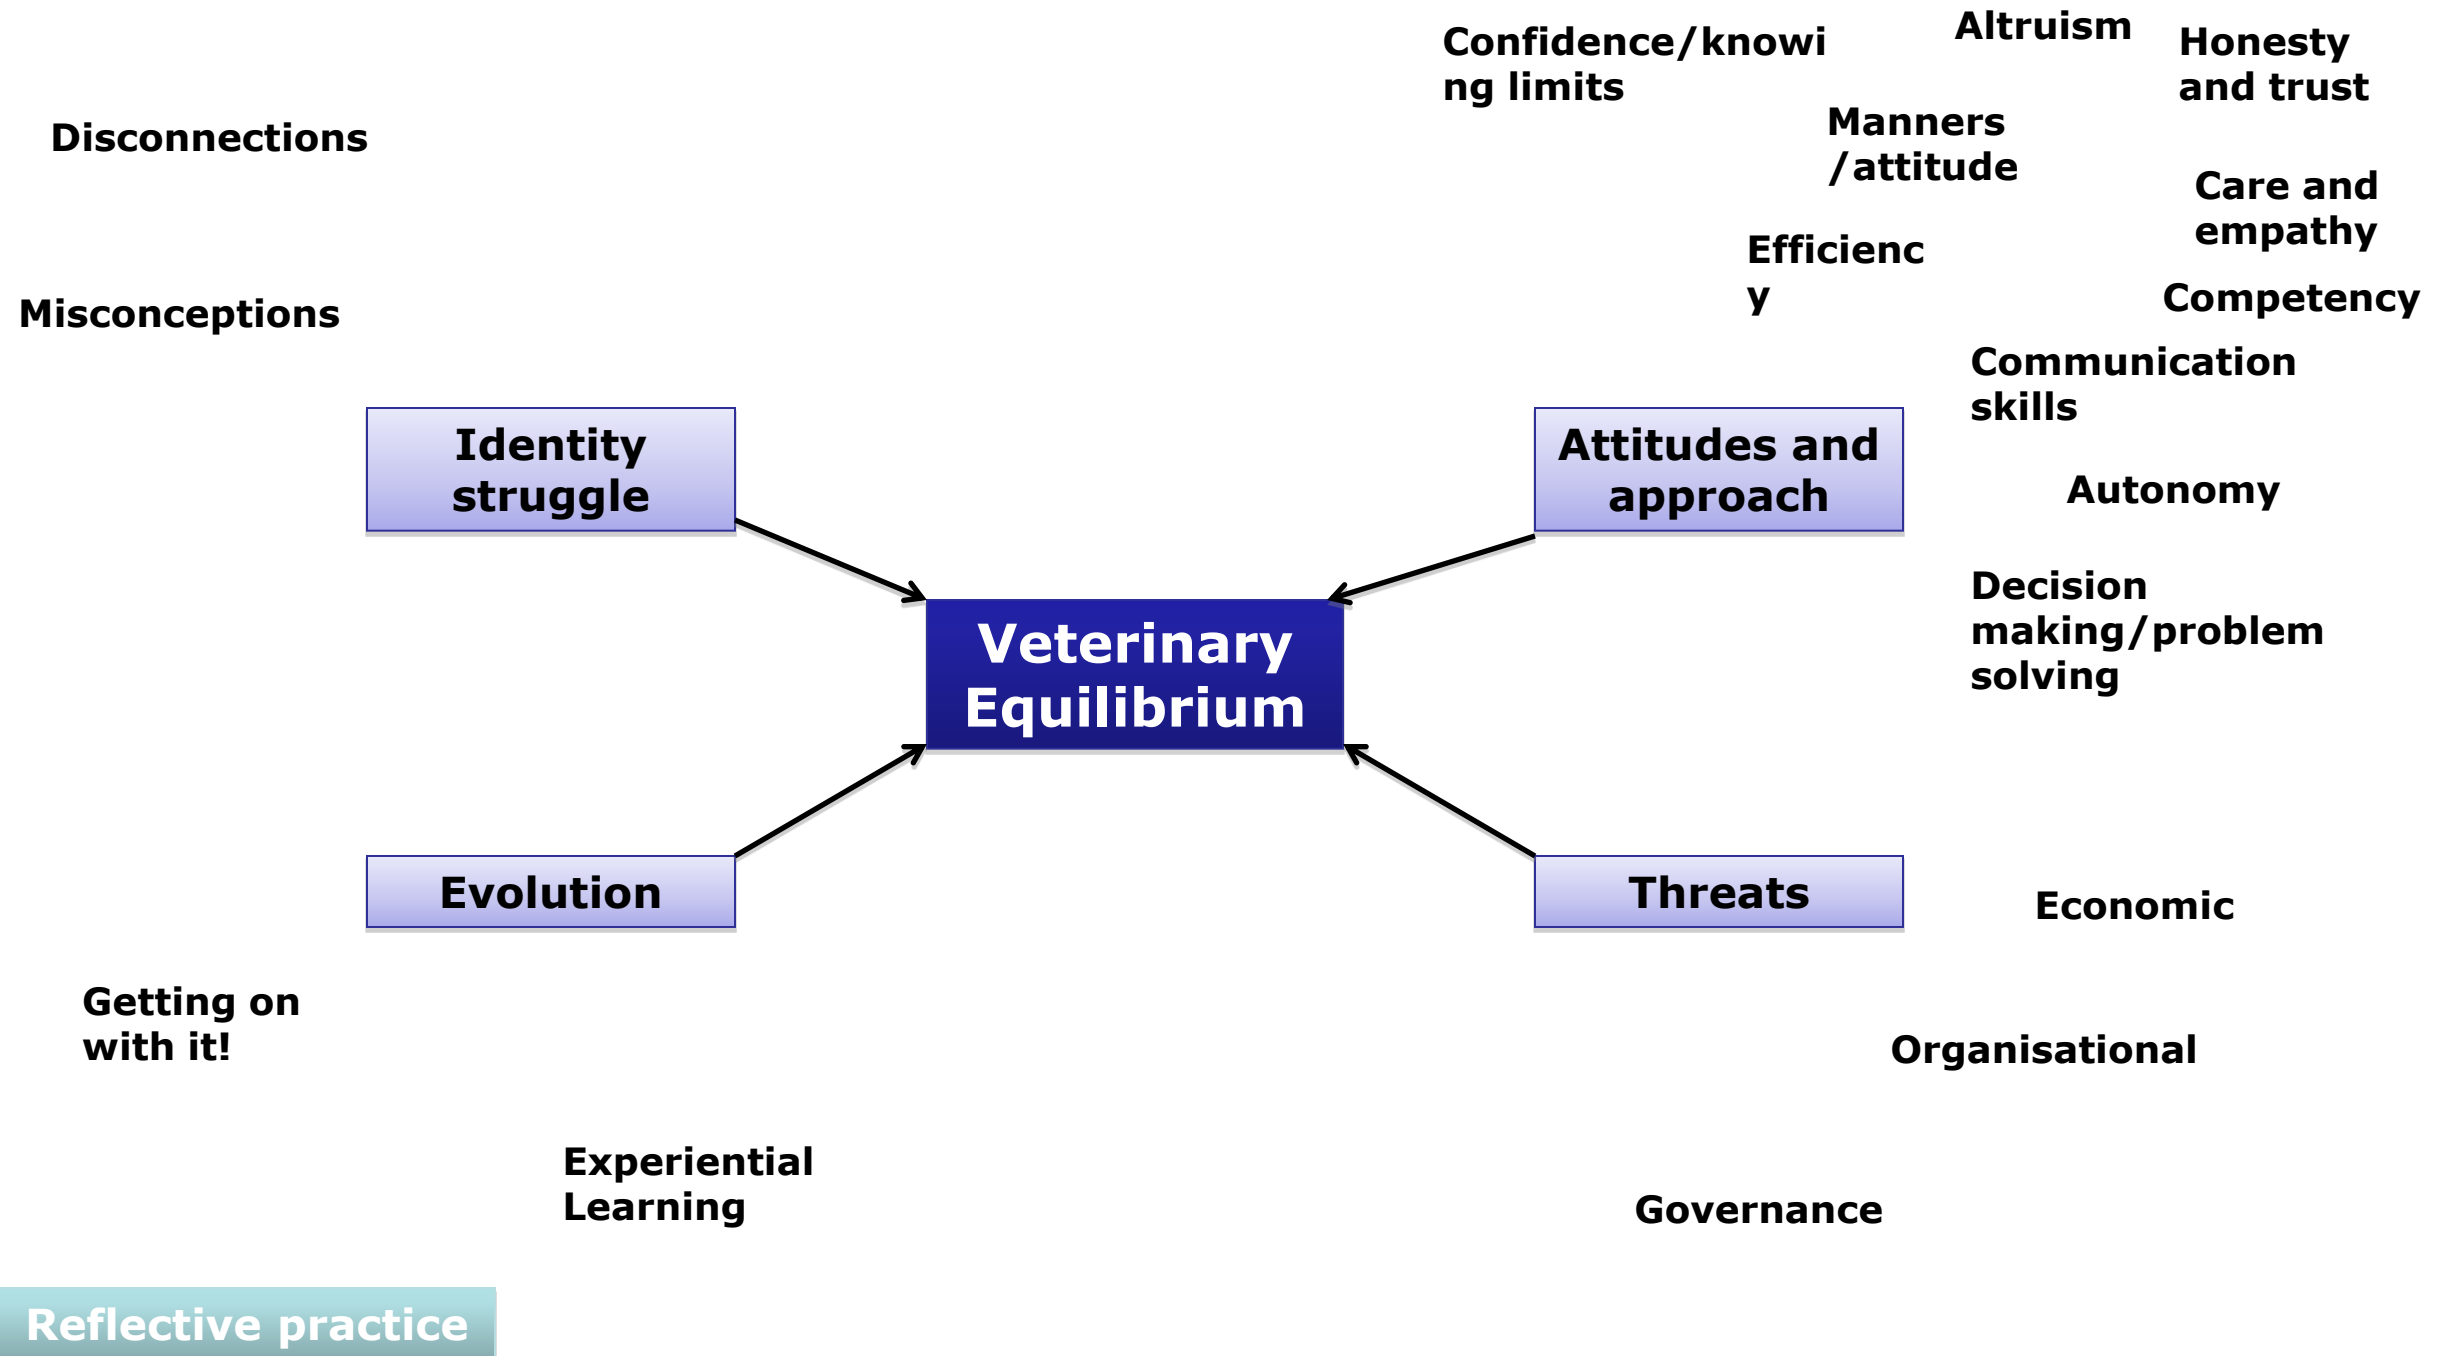 Altruism
Confidence/knowi
ng limits
Honesty
and trust
Manners
/attitude
Disconnections
Care and
empathy
Efficienc
y
Competency
Misconceptions
Communication
skills
Identity
struggle
Attitudes and
approach
Autonomy
Decision
making/problem
solving
Veterinary
Equilibrium
Evolution
Threats
Economic
Getting on
with it!
Organisational
Experiential
Learning
Governance
Reflective practice